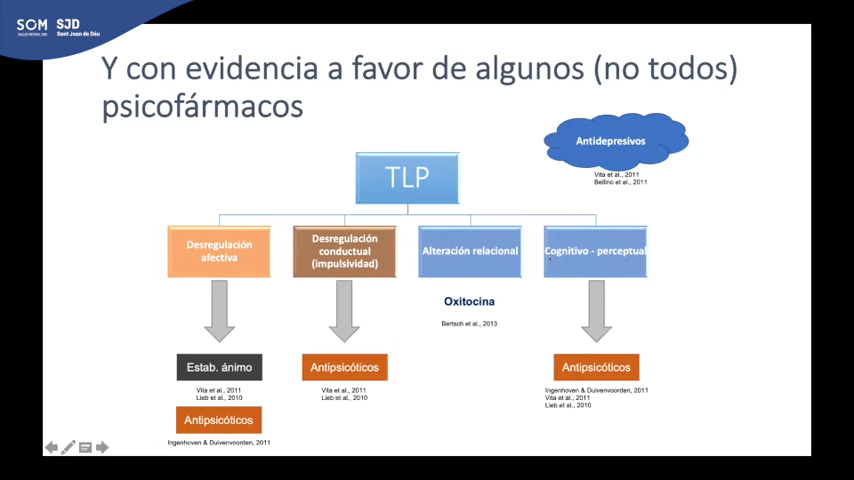 SOM
SALUT MENTAL SJD
SJD
Sant Joan de Déu
Y con evidencia a favor de algunos (no todos)
psicofármacos
Antidepresivos
Vita et al., 2011
Bellino et al., 2011
TLP
Desregulación
afectiva
Desregulación
conductual
(impulsividad)
Alteración relacional
Cognitivo - perceptual
Oxitocina
Bertsch et al., 2013
Estab. ánimo
Vita et al., 2011
Lieb et al., 2010
Antipsicóticos
Ingenhoven & Duivenvoorden, 2011
Antipsicóticos
Vita et al., 2011
Lieb et al., 2010
Antipsicóticos
Ingenhoven & Duivenvoorden, 2011
Vita et al., 2011
Lieb et al., 2010